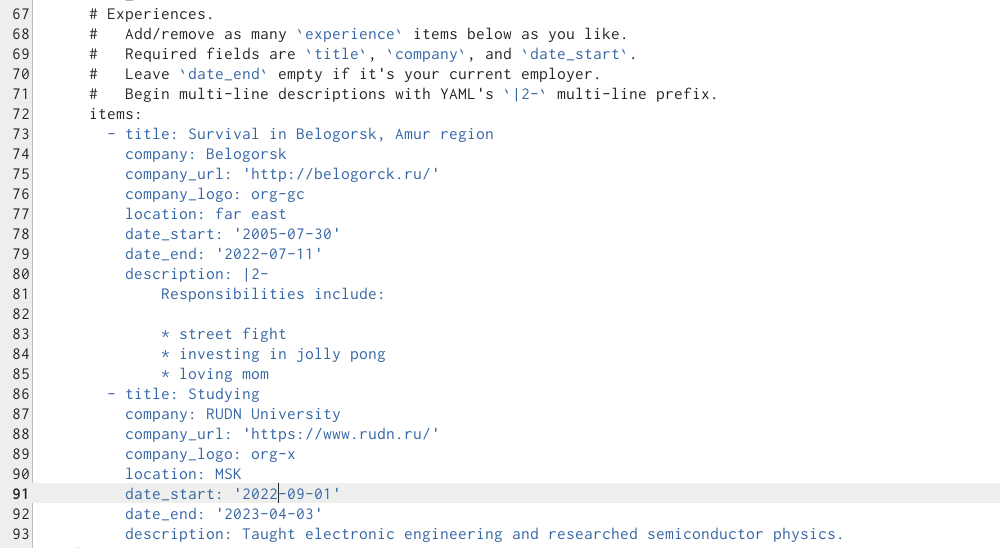 67 # Experiences.
68 #   Add/remove as many `experience` items below as you like.
69 #   Required fields are `title`, `company`, and `date_start`.
70 #   Leave `date_end` empty if it's your current employer.
71 #   Begin multi-line descriptions with YAML's `|2-` multi-line prefix.
72 items:
73   - title: Survival in Belogorsk, Amur region
74     company: Belogorsk
75     company_url: 'http://belogorck.ru/'
76     company_logo: org-gc
77     location: far east
78     date_start: '2005-07-30'
79     date_end: '2022-07-11'
80     description: |2-
81         Responsibilities include:
82
83         * street fight
84         * investing in jolly pong
85         * loving mom
86   - title: Studying
87     company: RUDN University
88     company_url: 'https://www.rudn.ru/'
89     company_logo: org-x
90     location: MSK
91     date_start: '2022-09-01'
92     date_end: '2023-04-03'
93     description: Taught electronic engineering and researched semiconductor physics.